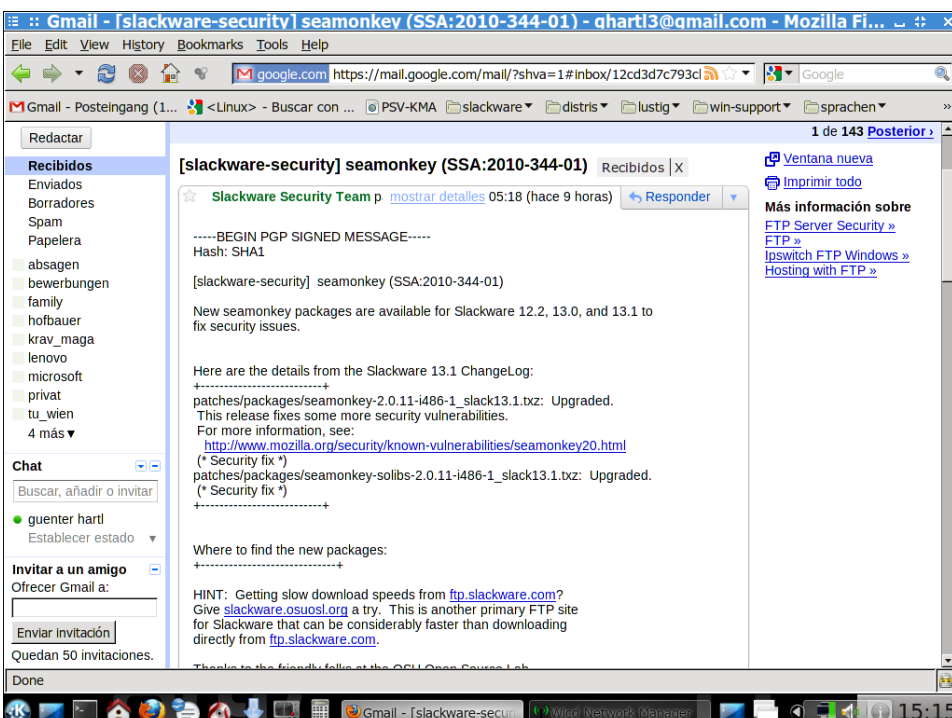 Gmail - [slackware-security] seamonkey (SSA:2010-344-01) - ghartl3@gmail.com - Mozilla Fi...
File Edit View History Bookmarks Tools Help
google.com https://mail.google.com/mail/?shva=1#inbox/12cd3d7c793cl Google
Gmail - Posteingang (1... <Linux> - Buscar con ... PSV-KMA slackware distris lustig win-support sprachen »
Redactar
Recibidos
Enviados
Borradores
Spam
Papelera
absagen
bewerbungen
family
hofbauer
krav_maga
lenovo
microsoft
privat
tu_wien
4 más▼
Chat
Buscar, añadir o invitar
guenter hartl
Establecer estado
Invitar a un amigo
Ofrecer Gmail a:
Enviar invitación
Quedan 50 invitaciones.
1 de 143 Posterior ›
[slackware-security] seamonkey (SSA:2010-344-01) Recibidos X
Slackware Security Team p mostrar detalles 05:18 (hace 9 horas) Responder
-----BEGIN PGP SIGNED MESSAGE-----
Hash: SHA1
[slackware-security] seamonkey (SSA:2010-344-01)
New seamonkey packages are available for Slackware 12.2, 13.0, and 13.1 to
fix security issues.
Here are the details from the Slackware 13.1 ChangeLog:
+--------------------------+
patches/packages/seamonkey-2.0.11-i486-1_slack13.1.txz: Upgraded.
This release fixes some more security vulnerabilities.
For more information, see:
http://www.mozilla.org/security/known-vulnerabilities/seamonkey20.html
(* Security fix *)
patches/packages/seamonkey-solibs-2.0.11-i486-1_slack13.1.txz: Upgraded.
(* Security fix *)
+--------------------------+
Where to find the new packages:
+-----------------------------+
HINT: Getting slow download speeds from ftp.slackware.com?
Give slackware.osuosl.org a try. This is another primary FTP site
for Slackware that can be considerably faster than downloading
directly from ftp.slackware.com.
Thanks to the friendly folks at the OSU Open Source Lab
Ventana nueva
Imprimir todo
Más información sobre
FTP Server Security »
FTP »
Ipswitch FTP Windows »
Hosting with FTP »
Done
Gmail - [slackware-secur Wicd Network Manager 15:1